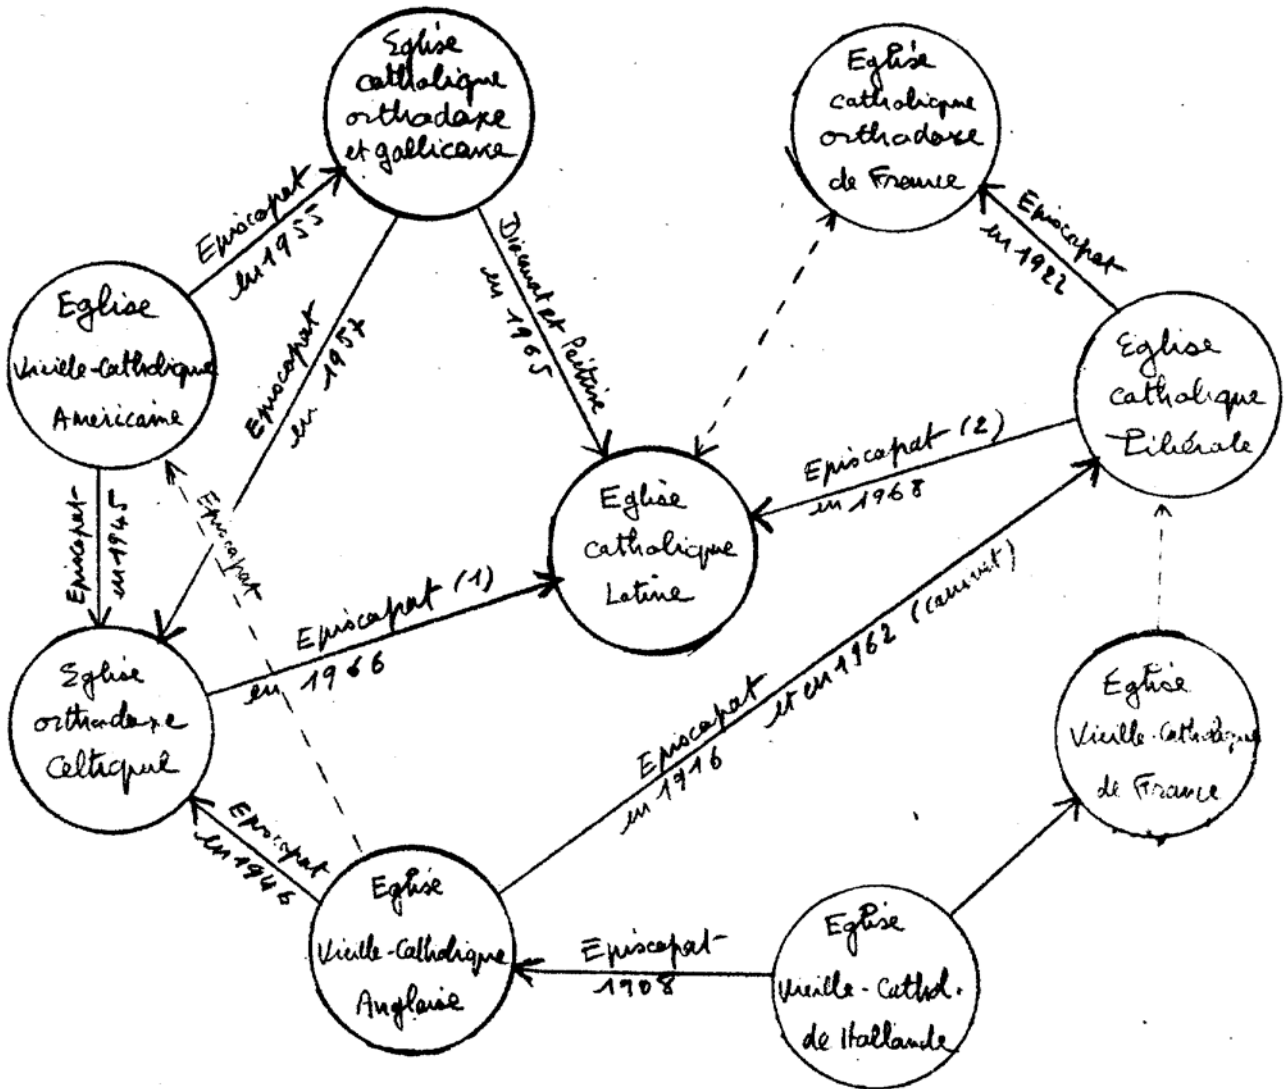 Eglise
catholique
orthodoxe
et gallicane
Eglise
catholique
orthodoxe
de France
Episcopat
en 1955
Diaconat et Prêtrise
en 1965
Episcopat
en 1922
Eglise
Vieille-Catholique
Américaine
Episcopat
en 1957
Eglise
catholique
Libérale
Episcopat (2)
en 1968
Episcopat
en 1945
Episcopat
Eglise
catholique
Latine
Episcopat (1)
en 1966
Episcopat
en 1916
et en 1962
Eglise
orthodoxe
Celtique
Eglise
Vieille-Catholique
de France
Episcopat
en 1946
Eglise
Vieille-Catholique
Anglaise
Episcopat
1908
Eglise
Vieille-Cathol.
de Hollande